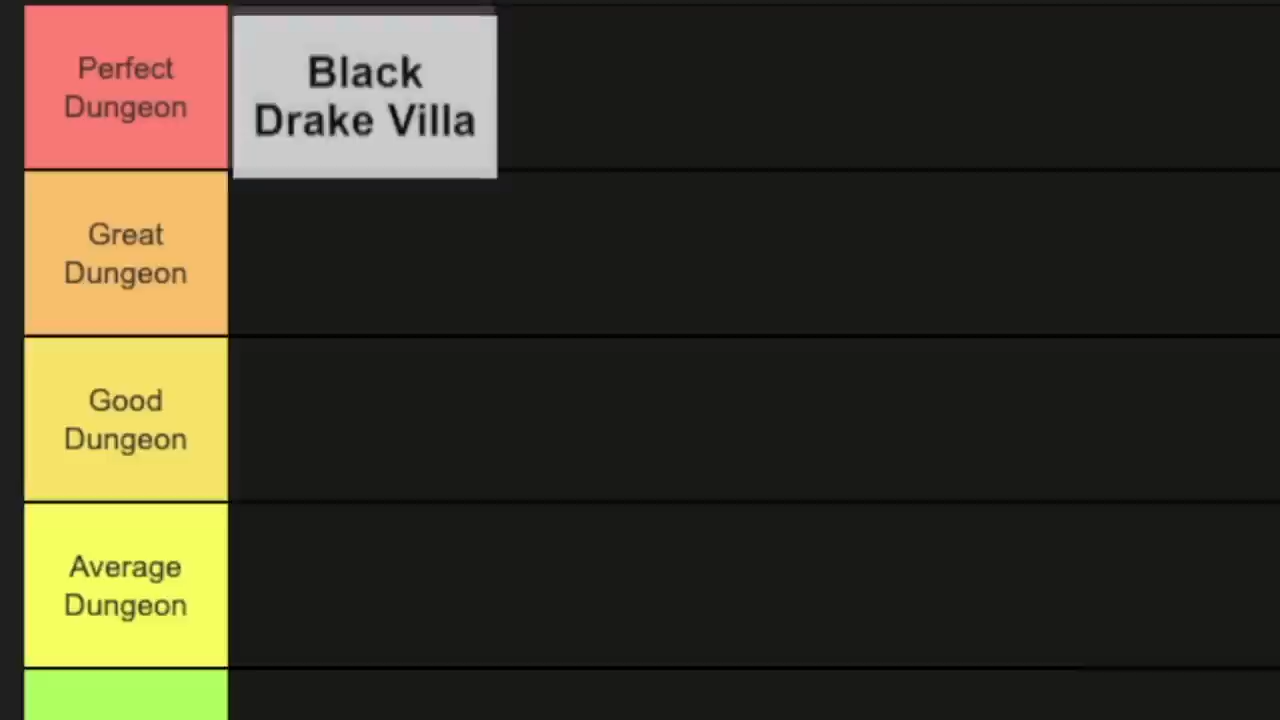 Perfect
Dungeon
Black
Drake Villa
Great
Dungeon
Good
Dungeon
Average
Dungeon